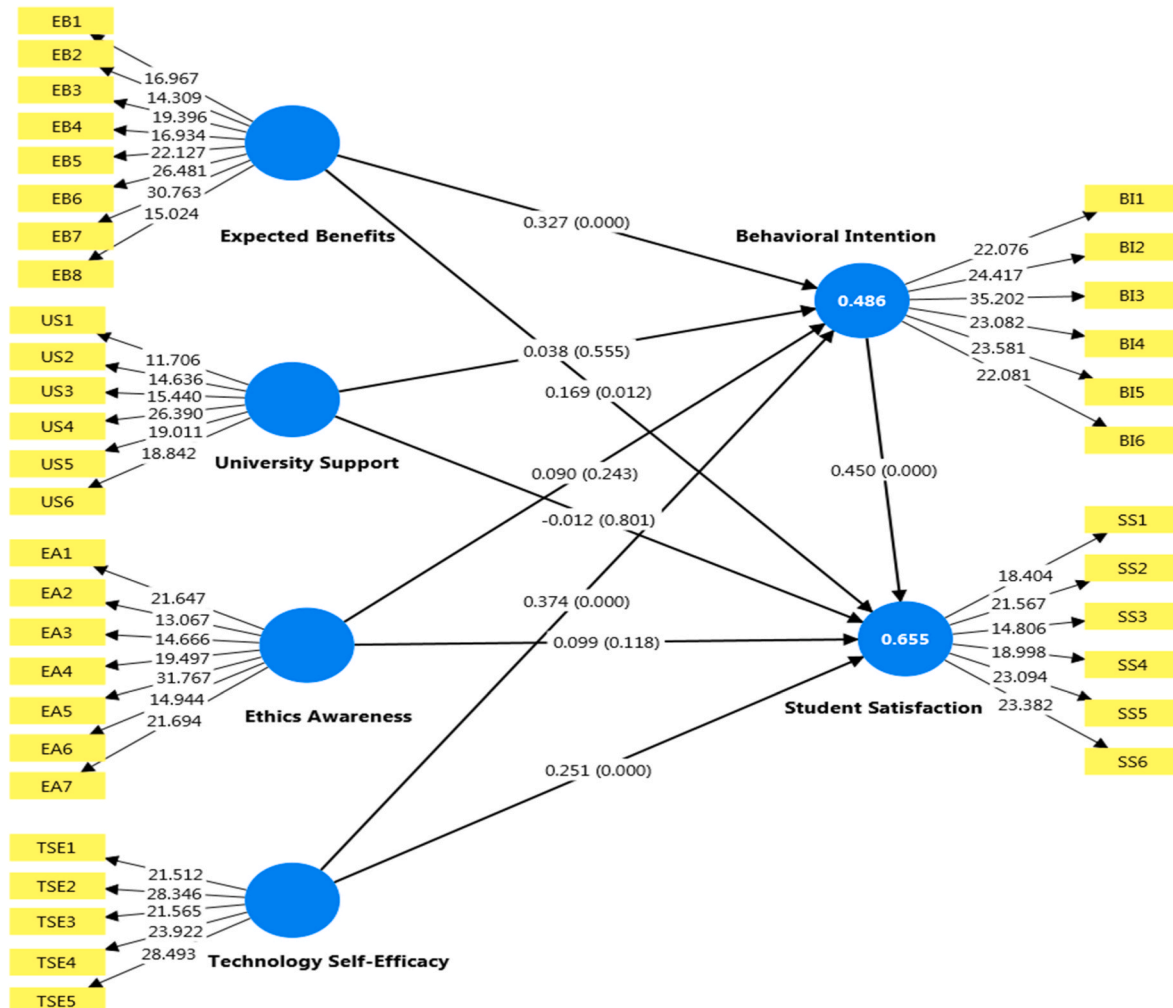 EB1
EB2
EB3
EB4
EB5
EB6
EB7
EB8
16.967
14.309
19.396
16.934
22.127
26.481
30.763
15.024
Expected Benefits
US1
US2
US3
US4
US5
US6
11.706
14.636
15.440
26.390
19.011
18.842
University Support
EA1
EA2
EA3
EA4
EA5
EA6
EA7
21.647
13.067
14.666
19.497
31.767
14.944
21.694
Ethics Awareness
TSE1
TSE2
TSE3
TSE4
TSE5
21.512
28.346
21.565
23.922
28.493
Technology Self-Efficacy
0.327 (0.000)
0.038 (0.555)
0.169 (0.012)
0.090 (0.243)
-0.012 (0.801)
0.374 (0.000)
0.099 (0.118)
0.251 (0.000)
0.450 (0.000)
Behavioral Intention
0.486
22.076
24.417
35.202
23.082
23.581
22.081
BI1
BI2
BI3
BI4
BI5
BI6
0.655
Student Satisfaction
18.404
21.567
14.806
18.998
23.094
23.382
SS1
SS2
SS3
SS4
SS5
SS6